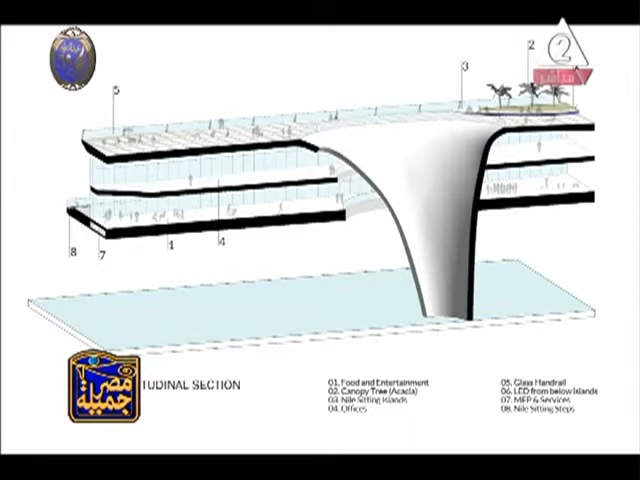 2
مباشر
5
3
2
8
7
1
4
مصر
جميلة
TUDINAL SECTION
01. Food and Entertainment
02. Canopy Tree (Acacia)
03. Nile Sitting Islands
04. Offices
05. Glass Handrail
06. LED from below Islands
07. MEP & Services
08. Nile Sitting Steps